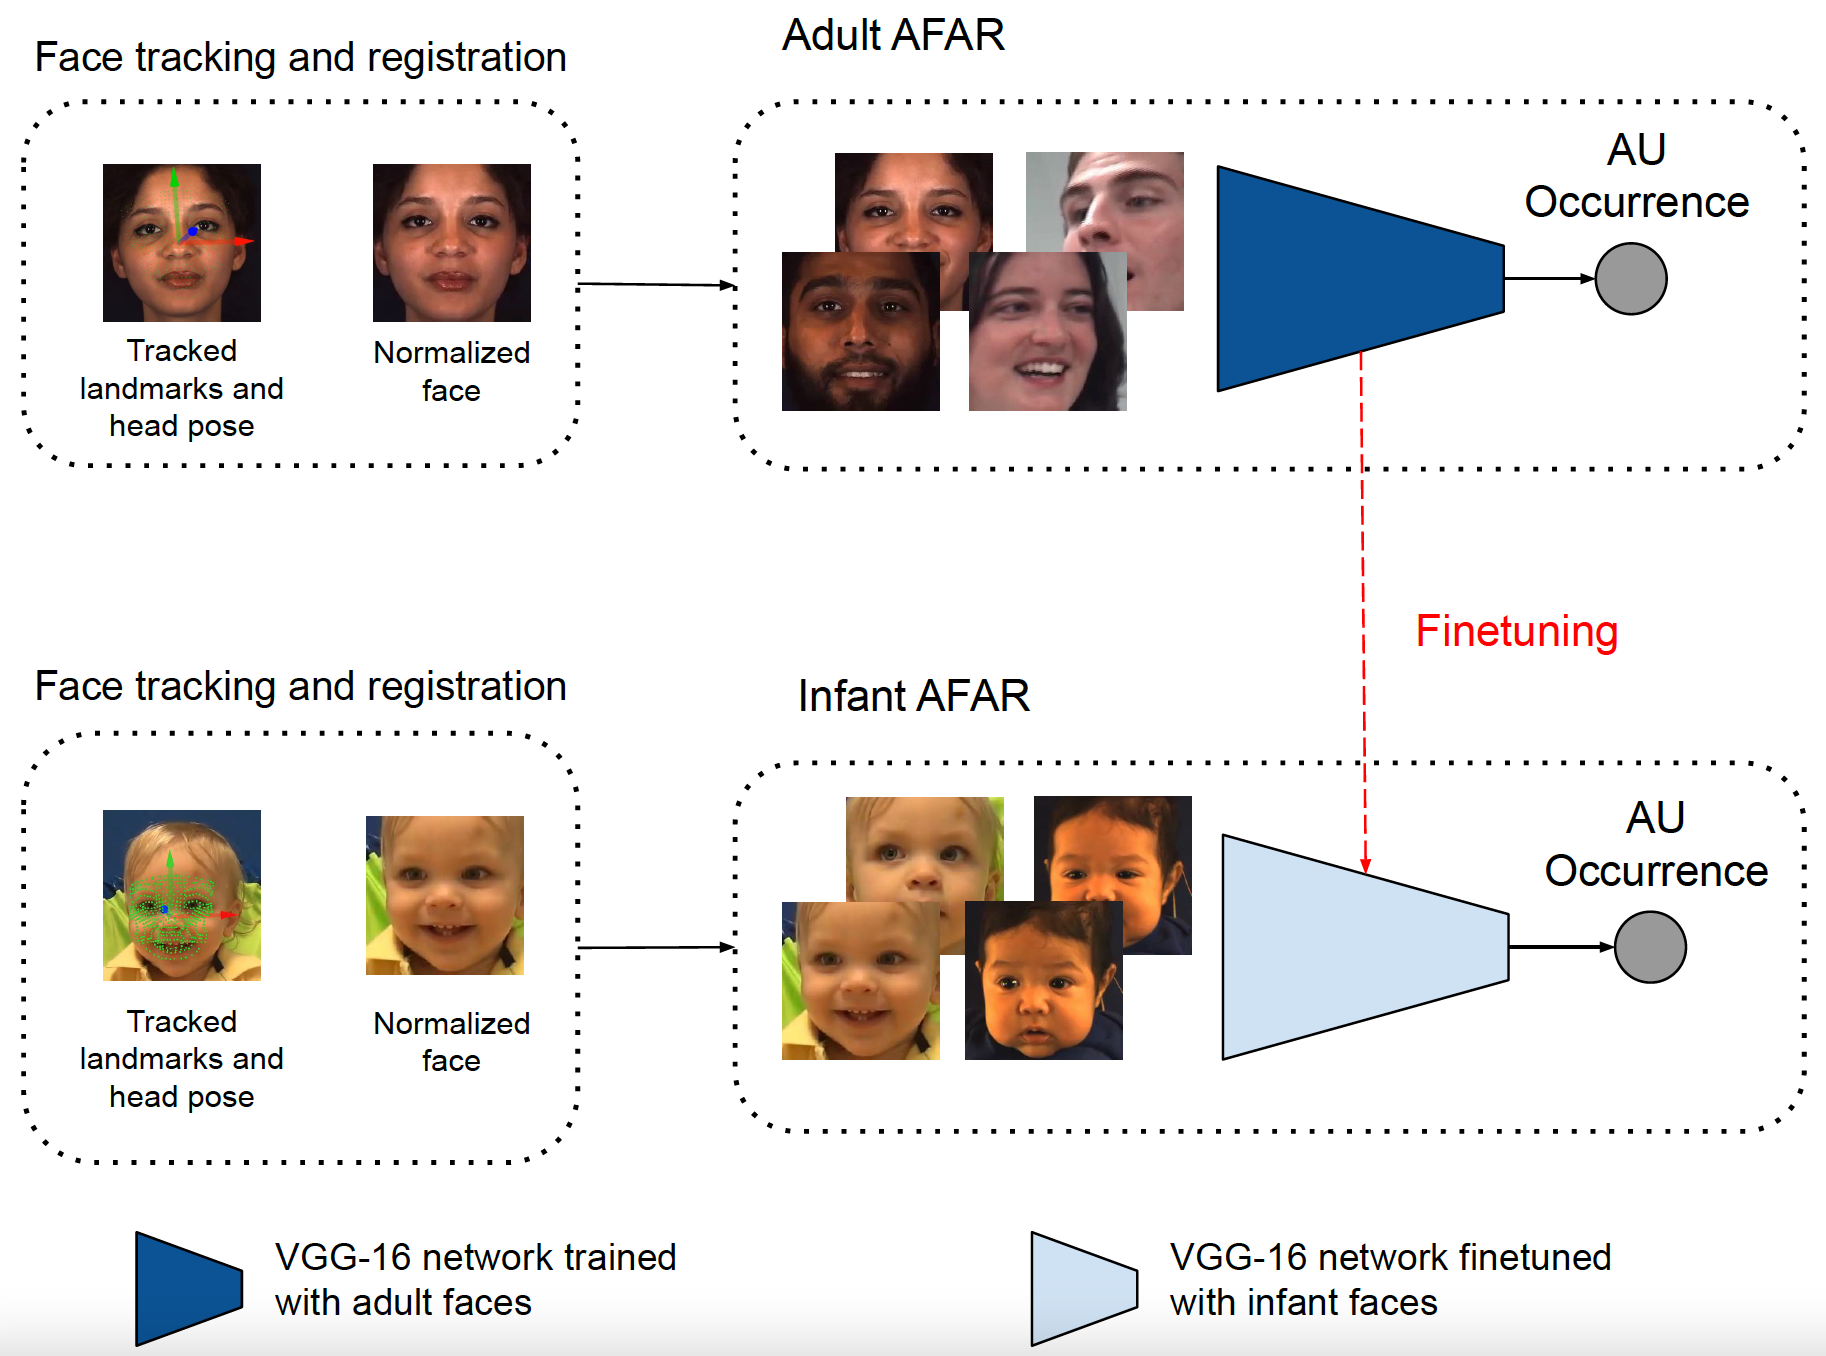 Face tracking and registration
Adult AFAR
Tracked
landmarks and
head pose
Normalized
face
AU
Occurrence
Finetuning
Face tracking and registration
Infant AFAR
Tracked
landmarks and
head pose
Normalized
face
AU
Occurrence
VGG-16 network trained
with adult faces
VGG-16 network finetuned
with infant faces